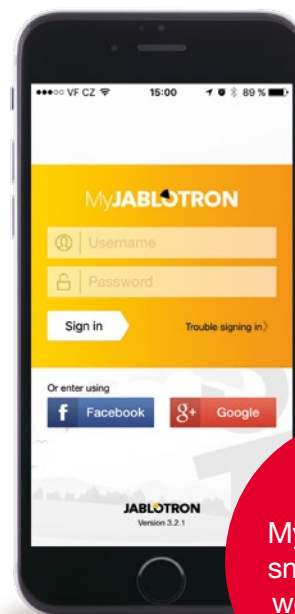 VF CZ 15:00 89 %
MyJABLOTRON
Username
Password
Sign in Trouble signing in
Or enter using
f Facebook g+ Google
JABLOTRON
Version 3.2.1
My
sm
w